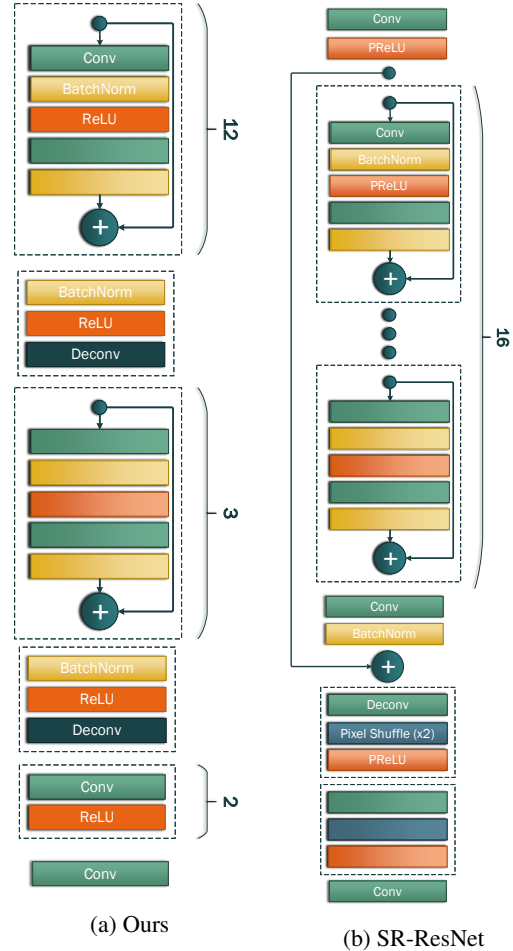 Conv
BatchNorm
ReLU
+
12
BatchNorm
ReLU
Deconv
+
3
BatchNorm
ReLU
Deconv
Conv
ReLU
2
Conv
(a) Ours
Conv
PReLU
Conv
BatchNorm
PReLU
+
16
+
Conv
BatchNorm
+
Deconv
Pixel Shuffle (x2)
PReLU
Conv
(b) SR-ResNet